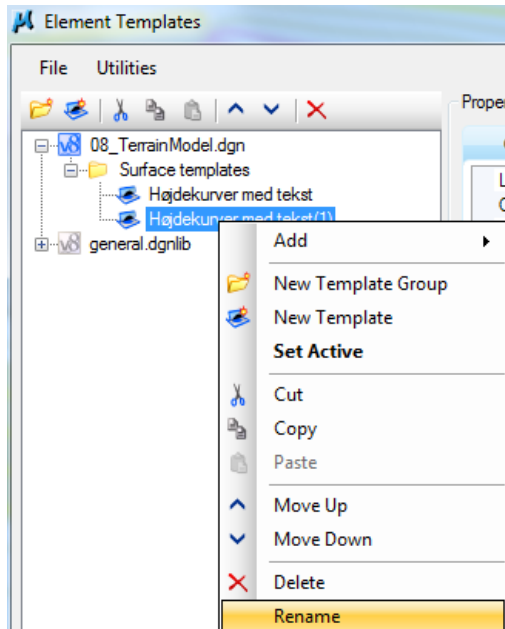 Element Templates
File Utilities
Proper
08_TerrainModel.dgn
Surface templates
Højdekurver med tekst
Højdekurver med tekst(1)
general.dgnlib
Add
New Template Group
New Template
Set Active
Cut
Copy
Paste
Move Up
Move Down
Delete
Rename